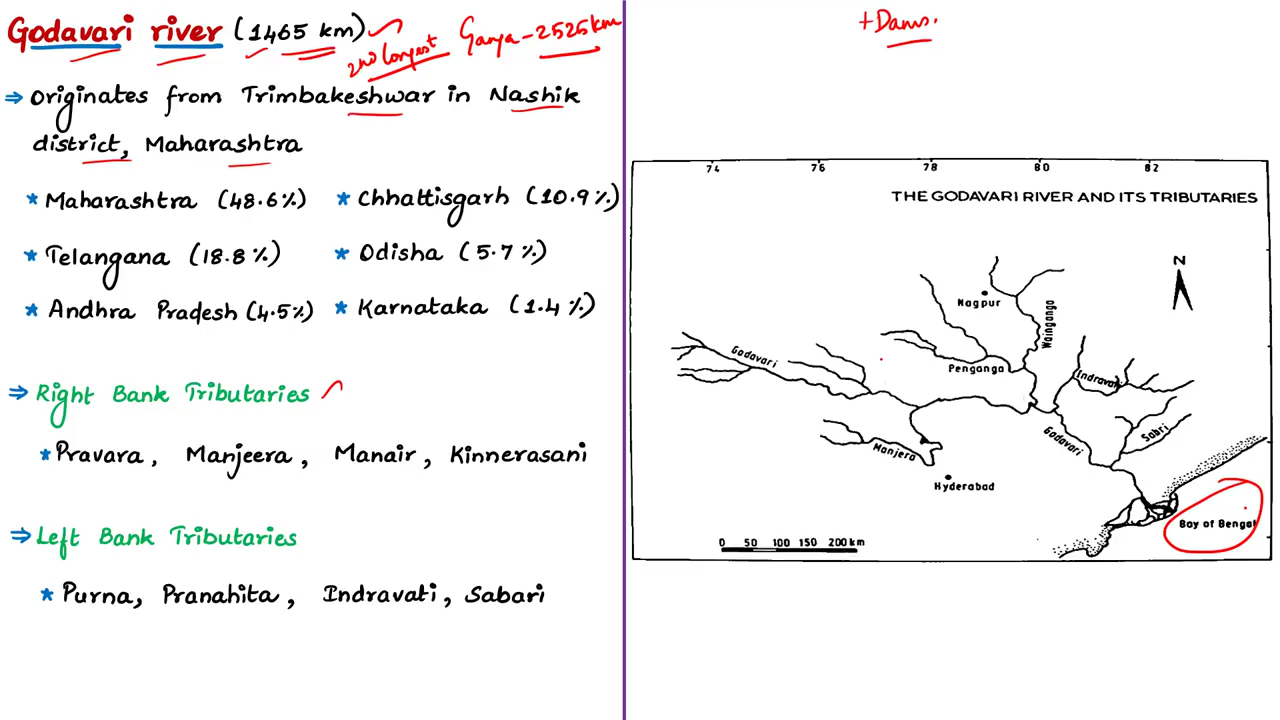 Godavari river (1465 km)
2nd longest
Ganga - 2525km
⇒ Originates from Trimbakeshwar in Nashik
district, Maharashtra
* Maharashtra (48.6%) * Chhattisgarh (10.9%)
* Telangana (18.8%) * Odisha (5.7%)
* Andhra Pradesh (4.5%) * Karnataka (1.4%)
⇒ Right Bank Tributaries
* Pravara, Manjeera, Manair, Kinnerasani
⇒ Left Bank Tributaries
* Purna, Pranahita, Indravati, Sabari
+Dams.
74 76 78 80 82
THE GODAVARI RIVER AND ITS TRIBUTARIES
N
Nagpur
Wainganga
Godavari
Penganga
Indravati
Godavari
Sabri
Manjera
Hyderabad
Bay of Bengal
0 50 100 150 200 km